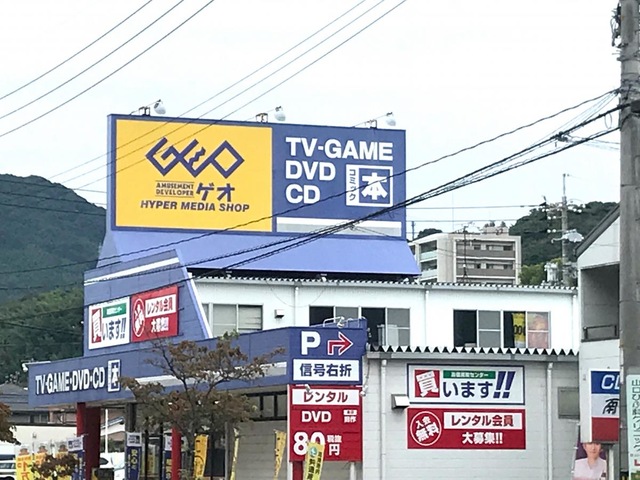 GEO
AMUSEMENT
DEVELOPER
ゲオ
HYPER MEDIA SHOP
TV-GAME
DVD
CD
コミック
本
買います!!
レンタル会員
大募集!!
TV-GAME・DVD・CD 本
P
信号右折
レンタル
DVD
80
税抜
円
買います!!
入会無料
レンタル会員
大募集!!